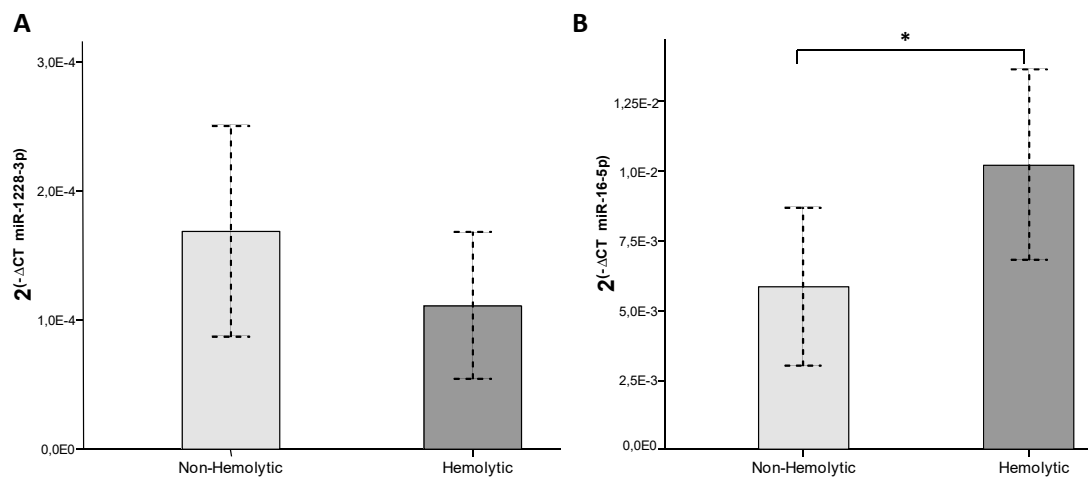 A
3,0E-4
2,0E-4
1,0E-4
0,0E0
2(-ΔCT miR-1228-3p)
Non-Hemolytic
Hemolytic
B
*
1,25E-2
1,0E-2
7,5E-3
5,0E-3
2,5E-3
0,0E0
2(-ΔCT miR-16-5p)
Non-Hemolytic
Hemolytic